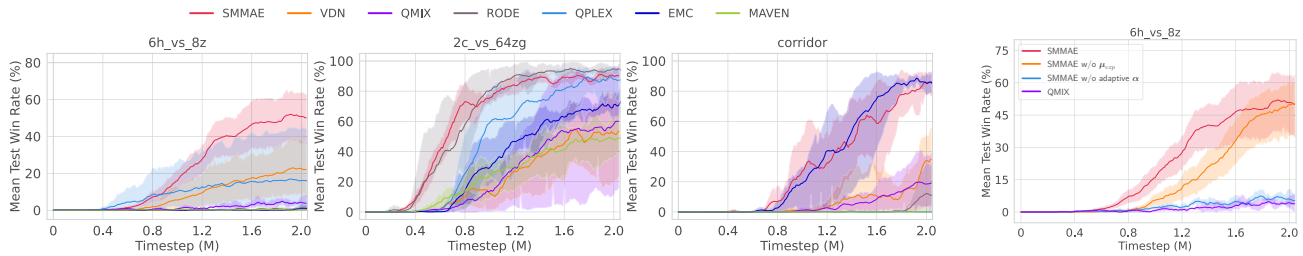 SMMAE VDN QMIX RODE QPLEX EMC MAVEN
6h_vs_8z
Mean Test Win Rate (%)
80
60
40
20
0
0 0.4 0.8 1.2 1.6 2.0
Timestep (M)
2c_vs_64zg
Mean Test Win Rate (%)
100
80
60
40
20
0
0 0.4 0.8 1.2 1.6 2.0
Timestep (M)
corridor
Mean Test Win Rate (%)
100
80
60
40
20
0
0 0.4 0.8 1.2 1.6 2.0
Timestep (M)
6h_vs_8z
Mean Test Win Rate (%)
75
60
45
30
15
0
SMMAE
SMMAE w/o μexp
SMMAE w/o adaptive α
QMIX
0 0.4 0.8 1.2 1.6 2.0
Timestep (M)